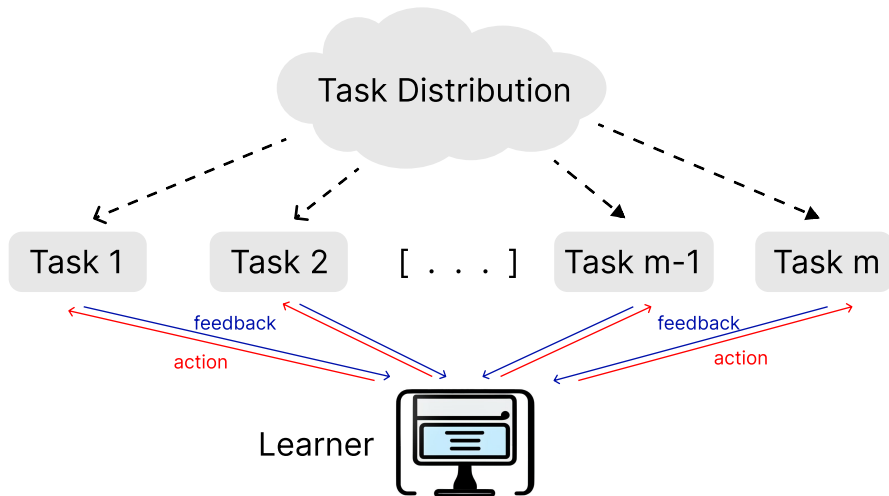 Task Distribution
Task 1
Task 2
[ . . . ]
Task m-1
Task m
feedback
feedback
action
action
Learner